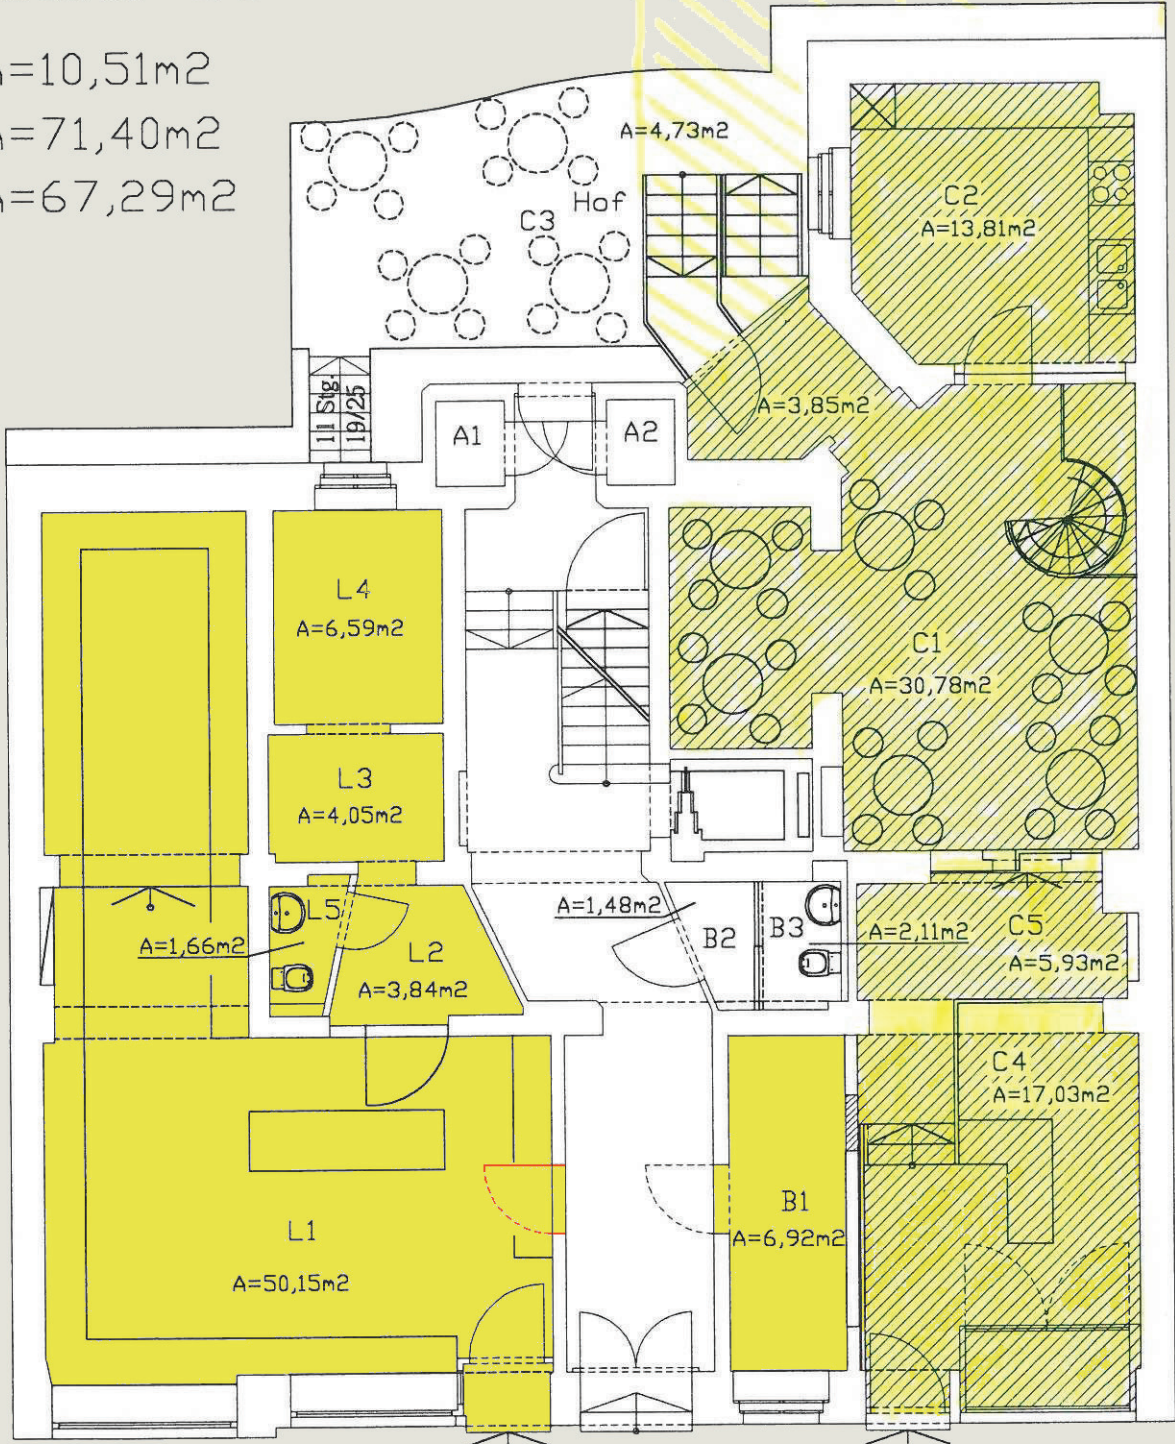 A=10,51m2
A=71,40m2
A=67,29m2
A=4,73m2
Hof
C3
C2
A=13,81m2
11 Stg.
19/25
A1
A2
A=3,85m2
L4
A=6,59m2
C1
A=30,78m2
L3
A=4,05m2
L5
A=1,66m2
L2
A=3,84m2
A=1,48m2
B2
B3
A=2,11m2
C5
A=5,93m2
C4
A=17,03m2
L1
A=50,15m2
B1
A=6,92m2